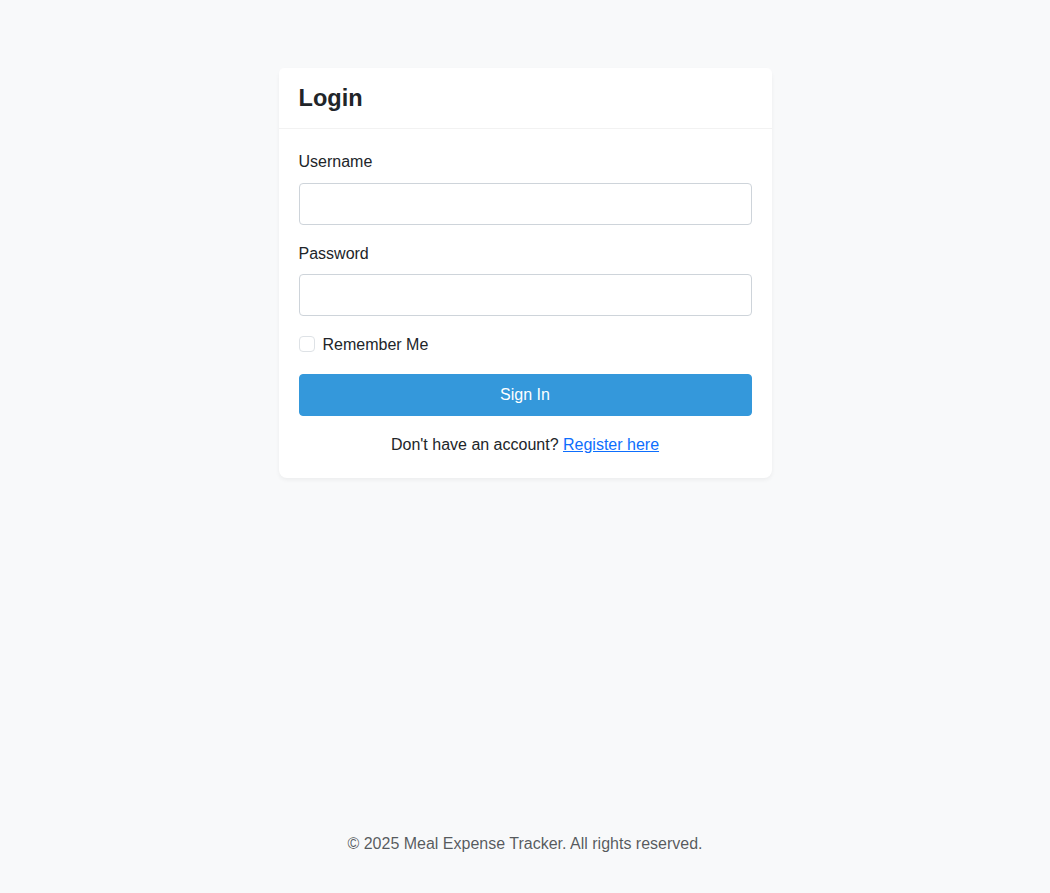 Login
Username
Password
Remember Me
Sign In
Don't have an account? Register here
© 2025 Meal Expense Tracker. All rights reserved.